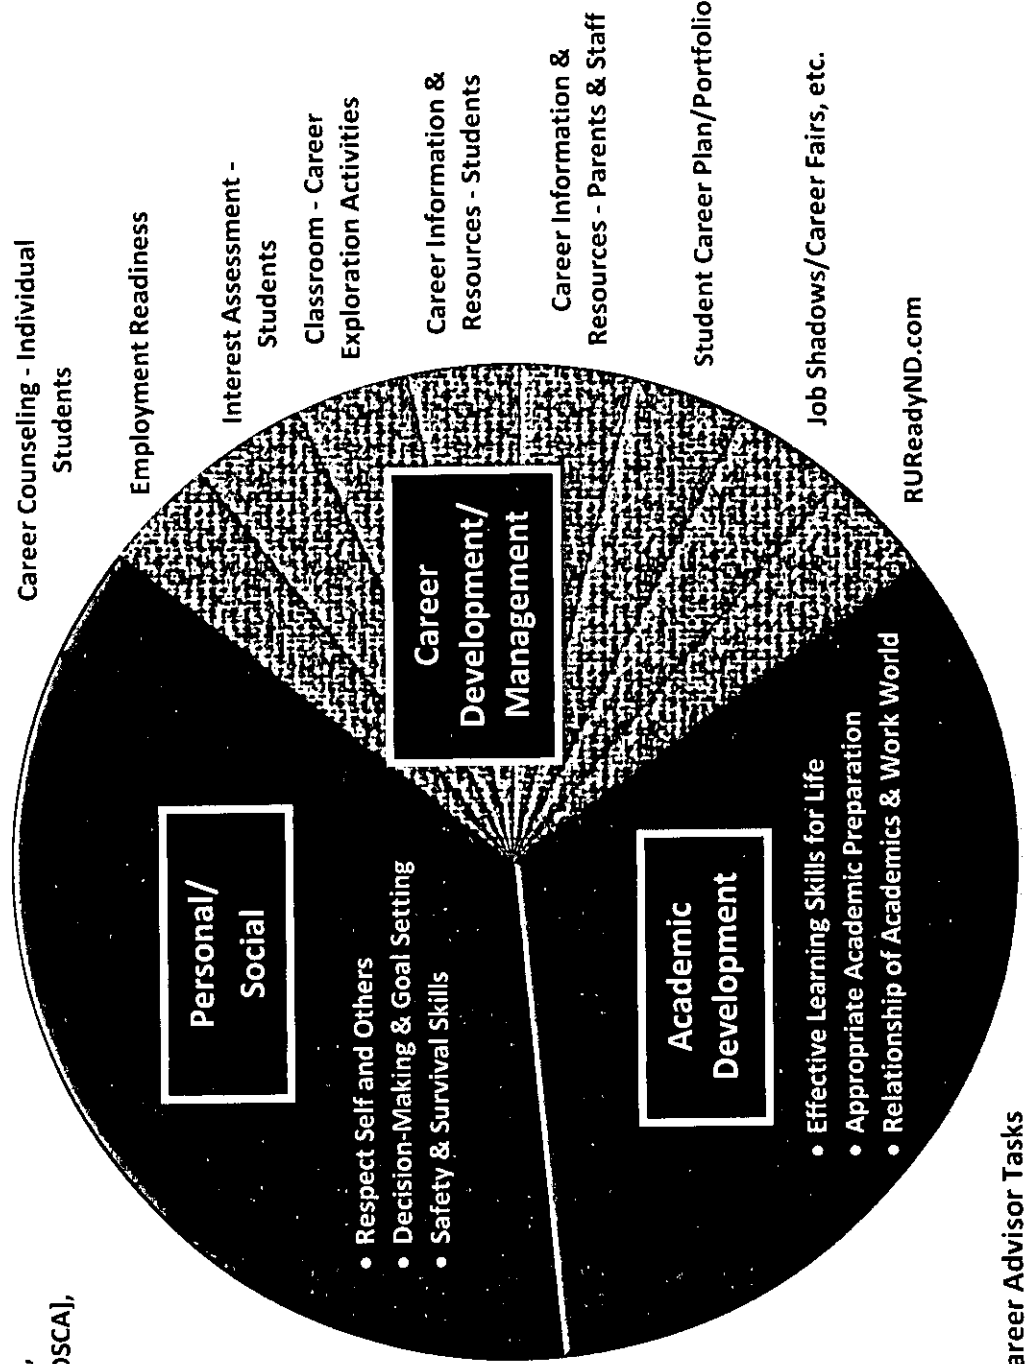 Career Counseling - Individual
Students
Employment Readiness
Interest Assessment -
Students
Classroom - Career
Exploration Activities
Career Information &
Resources - Students
Career Information &
Resources - Parents & Staff
Student Career Plan/Portfolio
Job Shadows/Career Fairs, etc.
RUReadyND.com
Career
Development/
Management
Personal/
Social
• Respect Self and Others
• Decision-Making & Goal Setting
• Safety & Survival Skills
Academic
Development
• Effective Learning Skills for Life
• Appropriate Academic Preparation
• Relationship of Academics & Work World
OSCA],
areer Advisor Tasks